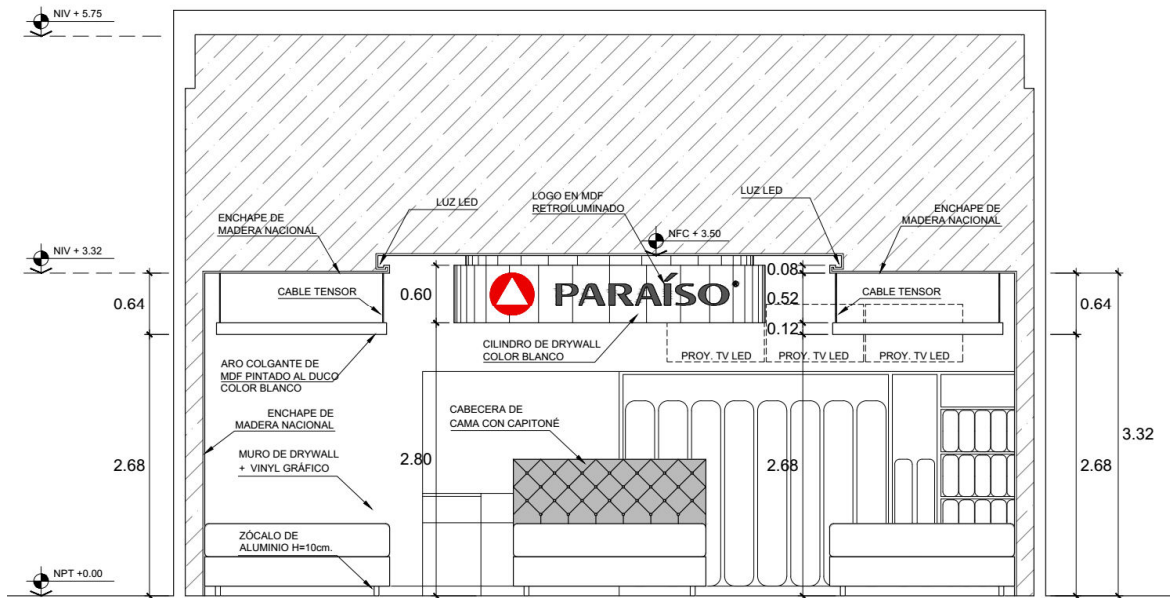 NIV + 5.75
LUZ LED
LOGO EN MDF
RETROILUMINADO
LUZ LED
ENCHAPE DE
MADERA NACIONAL
ENCHAPE DE
MADERA NACIONAL
NFC + 3.50
NIV + 3.32
0.64
CABLE TENSOR
0.60
PARAÍSO®
0.08
0.52
0.12
CABLE TENSOR
0.64
CILINDRO DE DRYWALL
COLOR BLANCO
PROY. TV LED
PROY. TV LED
PROY. TV LED
ARO COLGANTE DE
MDF PINTADO AL DUCO
COLOR BLANCO
ENCHAPE DE
MADERA NACIONAL
CABECERA DE
CAMA CON CAPITONÉ
3.32
2.68
MURO DE DRYWALL
+ VINYL GRÁFICO
2.80
2.68
2.68
ZÓCALO DE
ALUMINIO H=10cm.
NPT +0.00